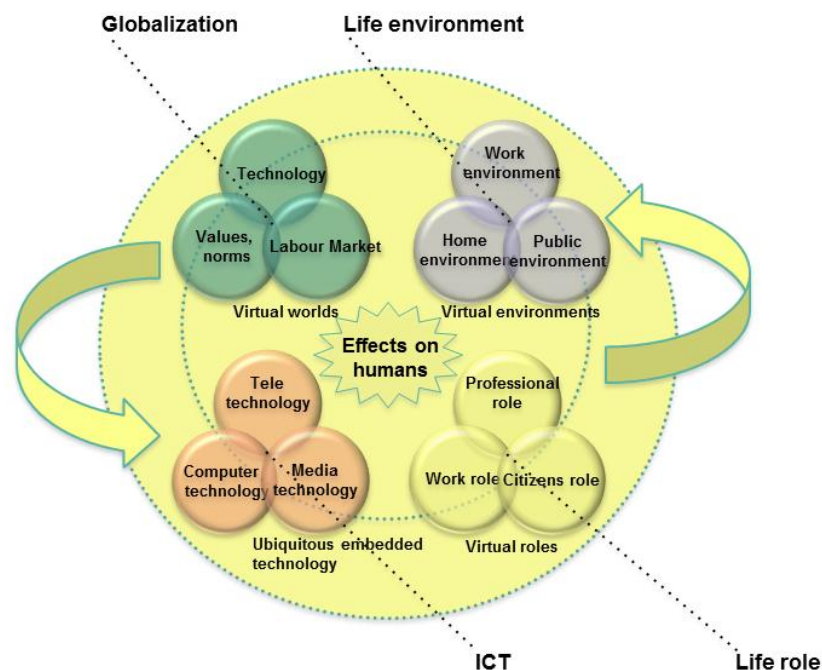 Globalization
Life environment
Technology
Values,
norms
Labour Market
Virtual worlds
Work
environment
Home
environment
Public
environment
Virtual environments
Effects on
humans
Tele
technology
Computer
technology
Media
technology
Ubiquitous embedded
technology
Professional
role
Work role
Citizens role
Virtual roles
ICT
Life role